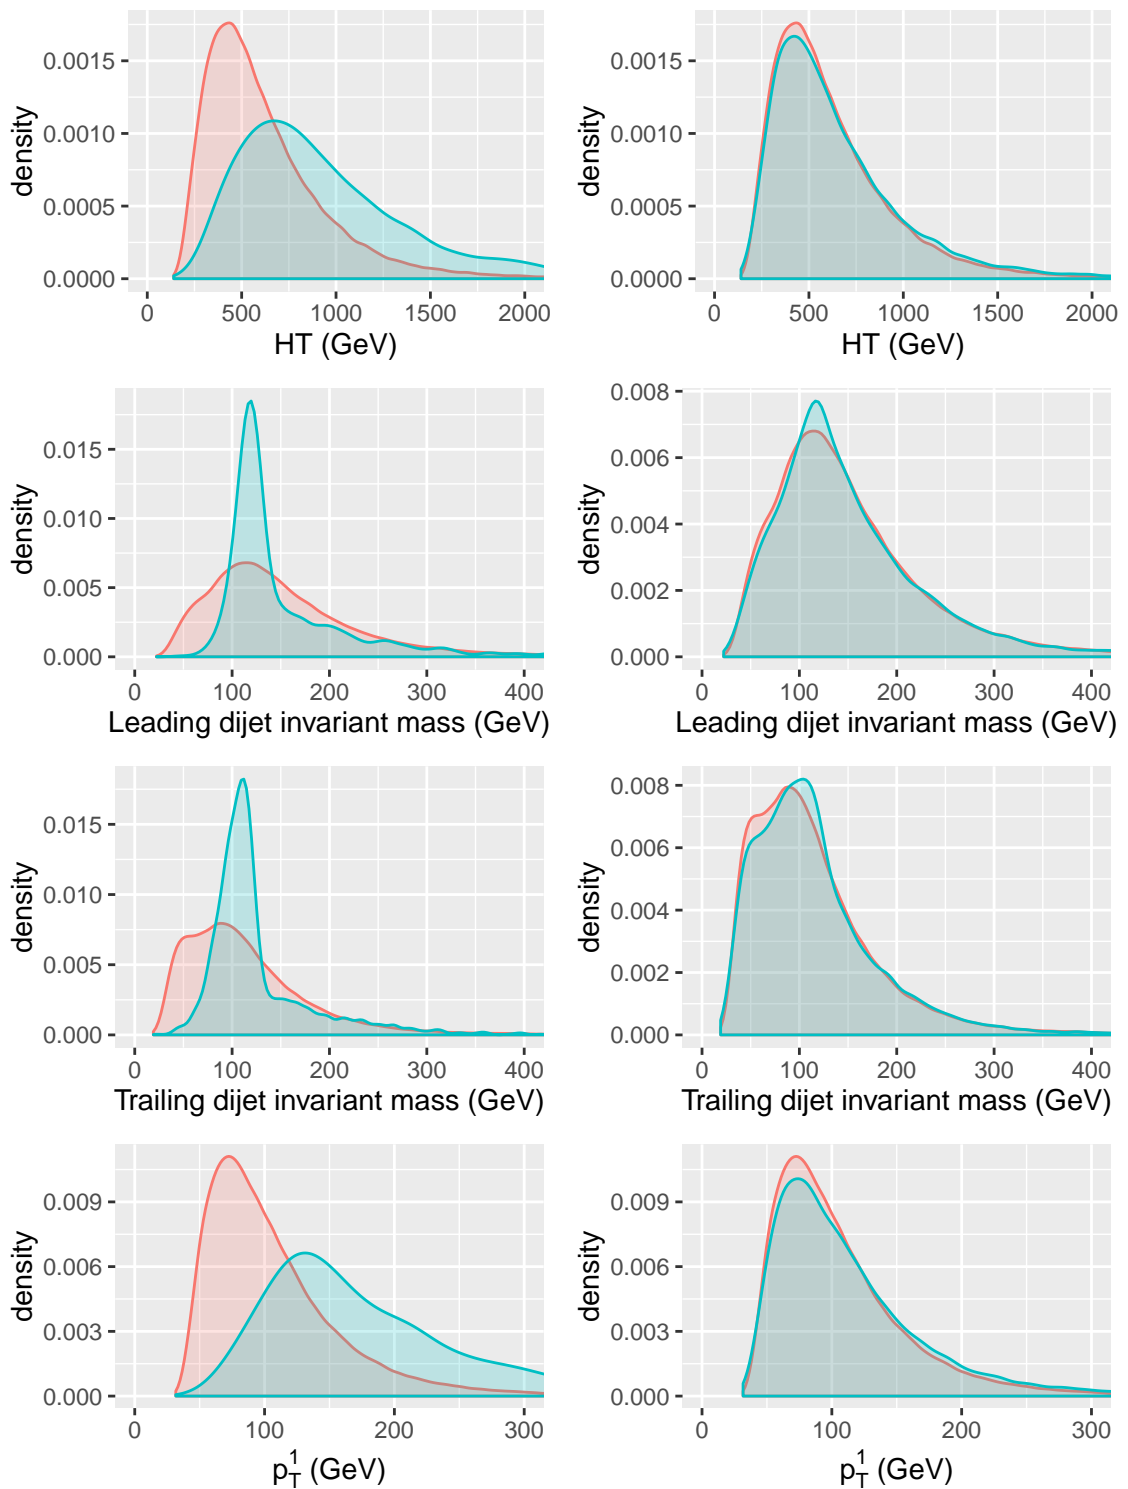 density
0.0015
0.0010
0.0005
0.0000
0 500 1000 1500 2000
HT (GeV)
density
0.0015
0.0010
0.0005
0.0000
0 500 1000 1500 2000
HT (GeV)
density
0.015
0.010
0.005
0.000
0 100 200 300 400
Leading dijet invariant mass (GeV)
density
0.008
0.006
0.004
0.002
0.000
0 100 200 300 400
Leading dijet invariant mass (GeV)
density
0.015
0.010
0.005
0.000
0 100 200 300 400
Trailing dijet invariant mass (GeV)
density
0.008
0.006
0.004
0.002
0.000
0 100 200 300 400
Trailing dijet invariant mass (GeV)
density
0.009
0.006
0.003
0.000
0 100 200 300
p_T^1 (GeV)
density
0.009
0.006
0.003
0.000
0 100 200 300
p_T^1 (GeV)